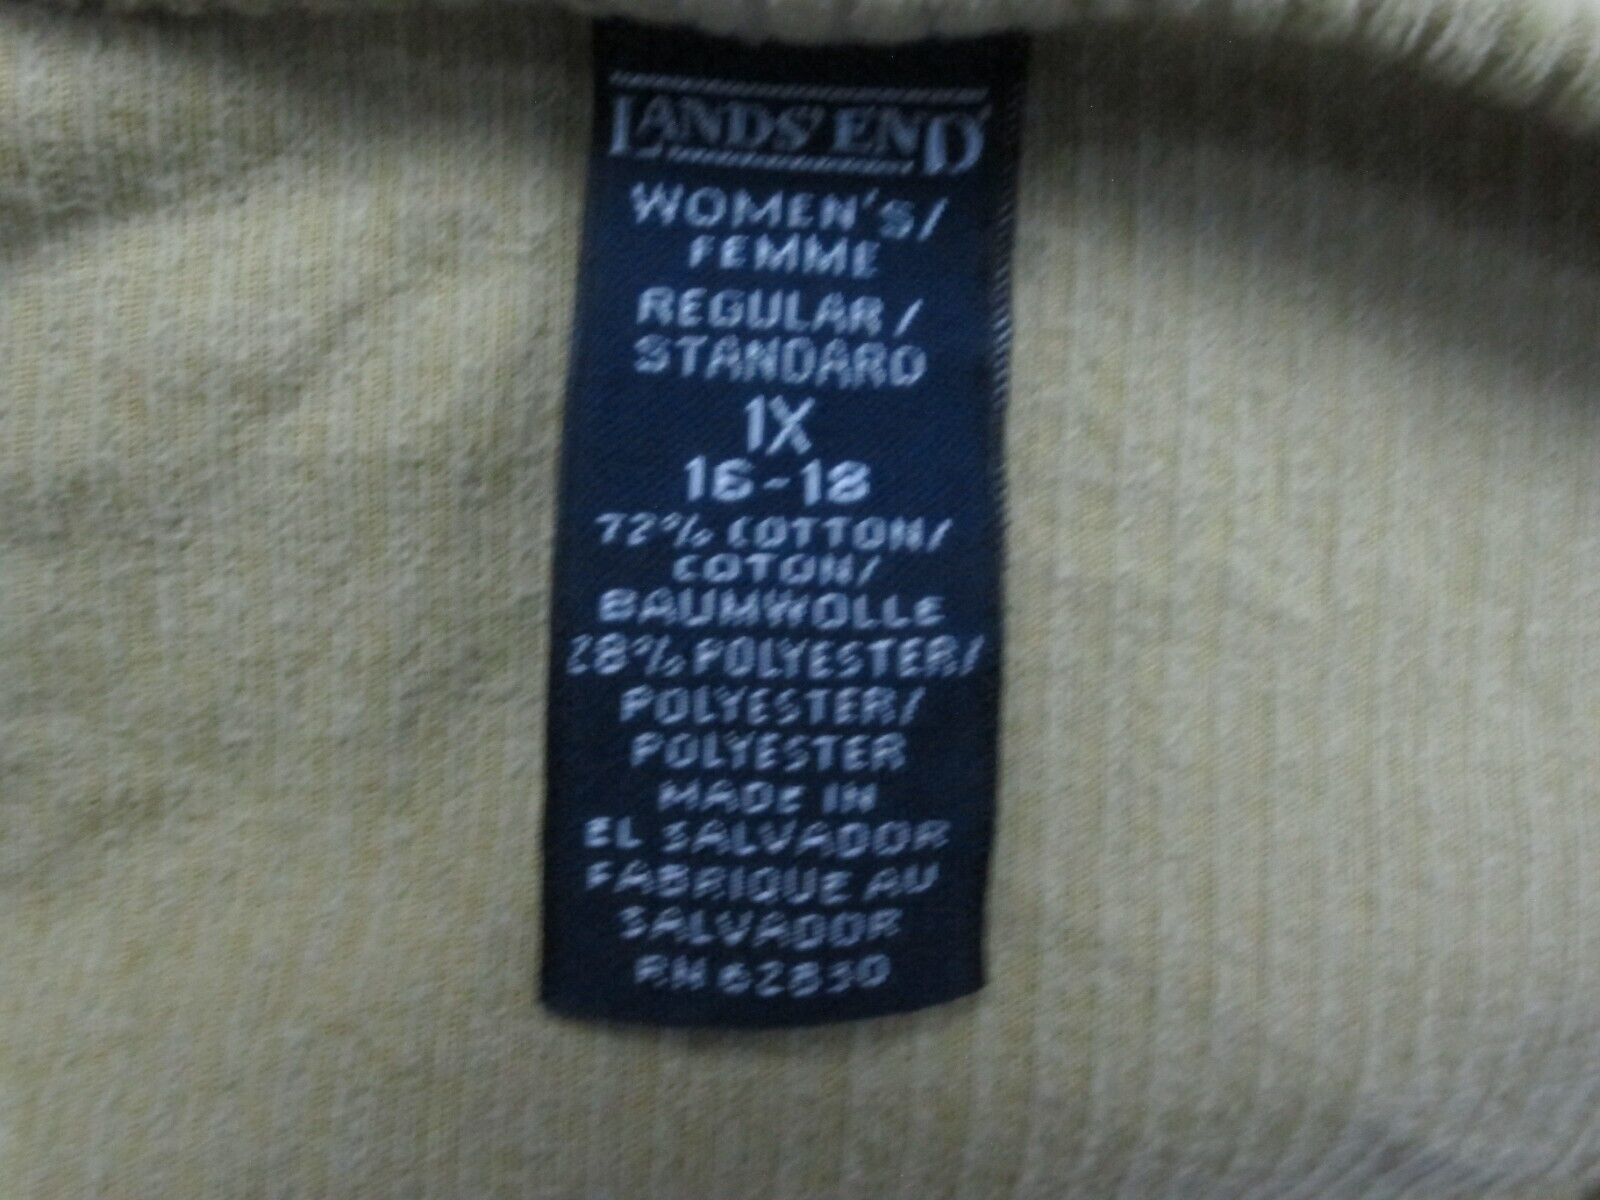 LANDS' END
WOMEN'S/
FEMME
REGULAR/
STANDARD
1X
16-18
72% COTTON/
COTON/
BAUMWOLLE
28% POLYESTER/
POLYESTER/
POLYESTER
MADE IN
EL SALVADOR
FABRIQUE AU
SALVADOR
RN 62830